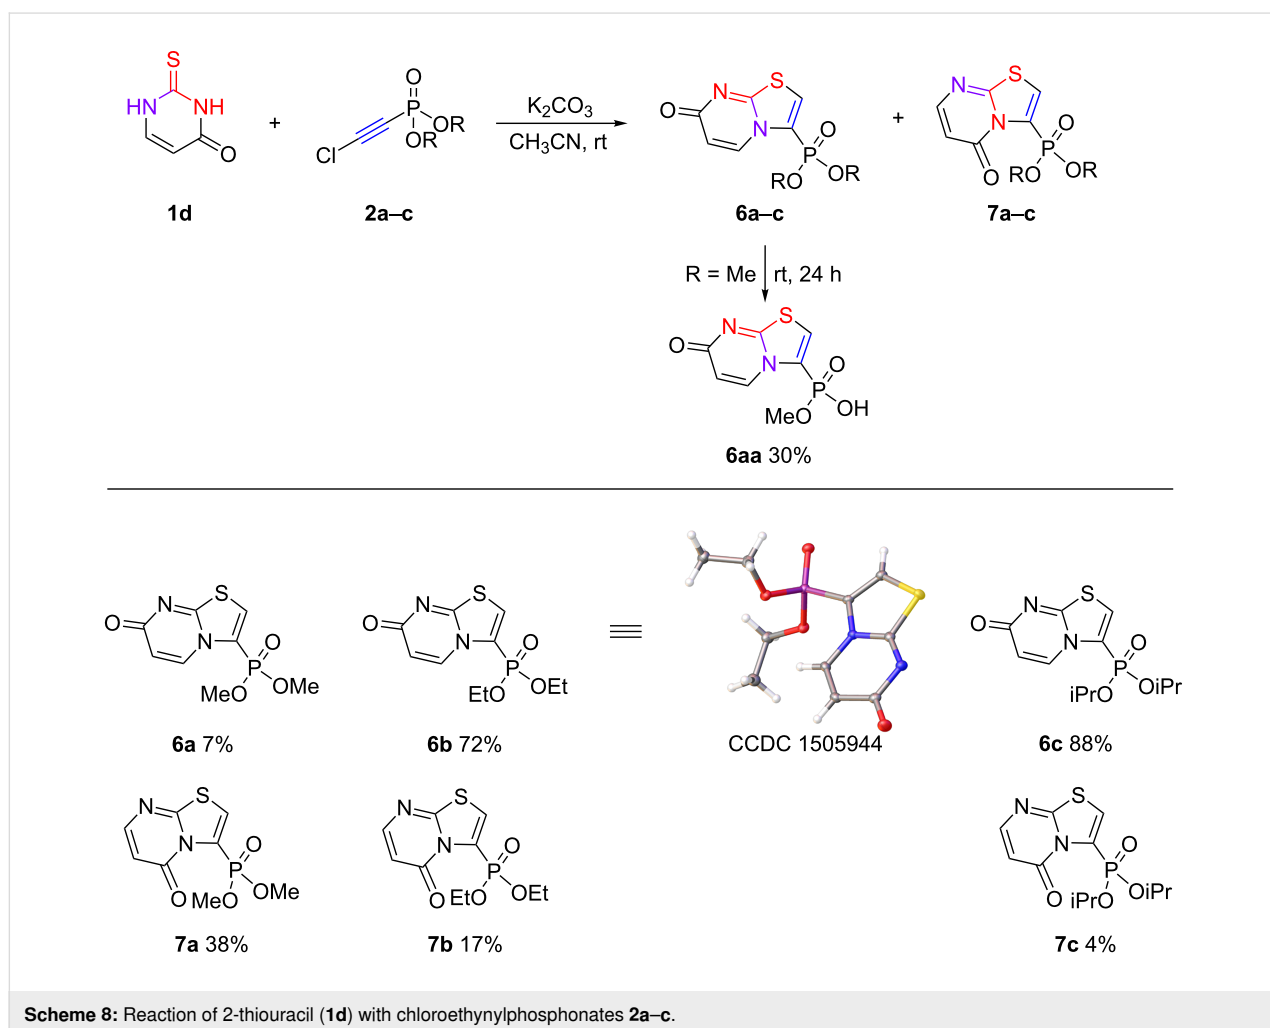 S
HN
NH
O
1d
+
Cl
O
P
OR
OR
2a–c
K₂CO₃
CH₃CN, rt
O
N
S
N
O
P
RO
OR
6a–c
+
N
S
N
O
O
P
RO
OR
7a–c
R = Me rt, 24 h
O
N
S
N
O
P
MeO
OH
6aa 30%
O
N
S
N
O
P
MeO
OMe
6a 7%
O
N
S
N
O
P
EtO
OEt
6b 72%
CCDC 1505944
O
N
S
N
O
P
iPrO
OiPr
6c 88%
N
S
N
O
O
P
MeO
OMe
7a 38%
N
S
N
O
O
P
EtO
OEt
7b 17%
N
S
N
O
O
P
iPrO
OiPr
7c 4%
Scheme 8: Reaction of 2-thiouracil (1d) with chloroethynylphosphonates 2a–c.